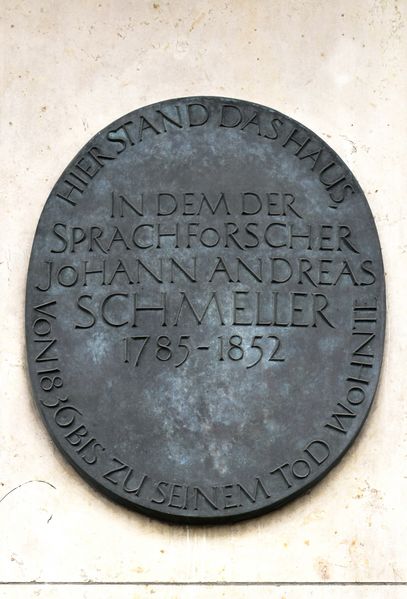 HIER STAND DAS HAUS,
IN DEM DER
SPRACHFORSCHER
JOHANN ANDREAS
SCHMELLER
1785-1852
VON 1836 BIS ZU SEINEM TOD WOHNTE